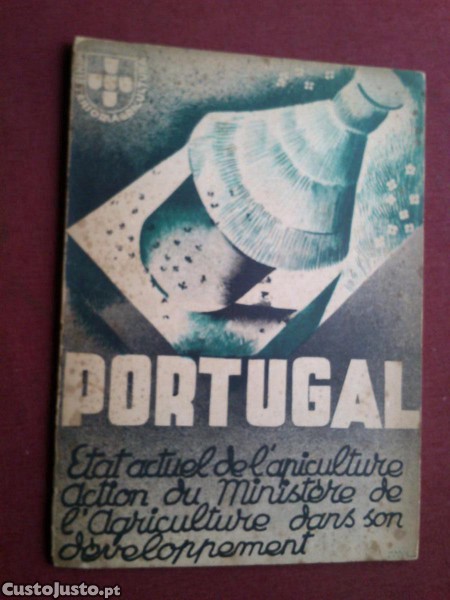 PORTUGAL
Etat actuel de l'apiculture
action du Ministère de
l'Agriculture dans son
développement
CustoJusto.pt